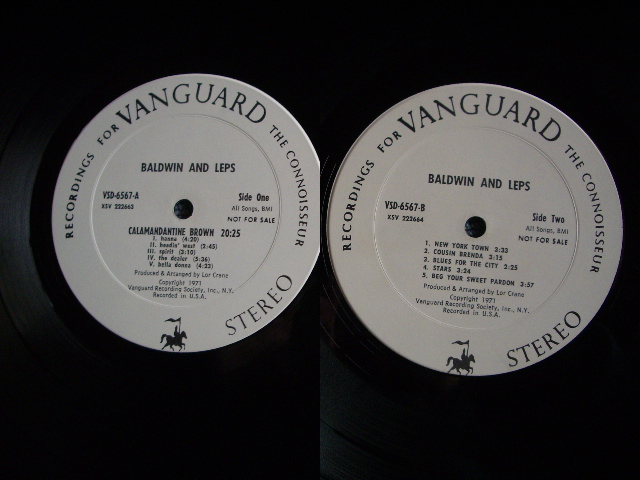 RECORDINGS FOR VANGUARD THE CONNOISSEUR
BALDWIN AND LEPS
VSD-6567-A
XSV 222663
Side One
All Songs, BMI
NOT FOR SALE
CALAMANDANTINE BROWN 20:25
I. hanna (4:20)
II. headin' west (2:45)
III. spirit (3:10)
IV. the dealer (5:36)
V. bella donna (4:23)
Produced & Arranged by Lor Crane
Copyright 1971
Vanguard Recording Society, Inc., N.Y.
Recorded in U.S.A.
STEREO
RECORDINGS FOR VANGUARD THE CONNOISSEUR
BALDWIN AND LEPS
VSD-6567-B
XSV 222664
Side Two
All Songs, BMI
NOT FOR SALE
1. NEW YORK TOWN 3:33
2. COUSIN BRENDA 3:15
3. BLUES FOR THE CITY 2:25
4. STARS 3:24
5. BEG YOUR SWEET PARDON 3:57
Produced & Arranged by Lor Crane
Copyright 1971
Vanguard Recording Society, Inc., N.Y.
Recorded in U.S.A.
STEREO